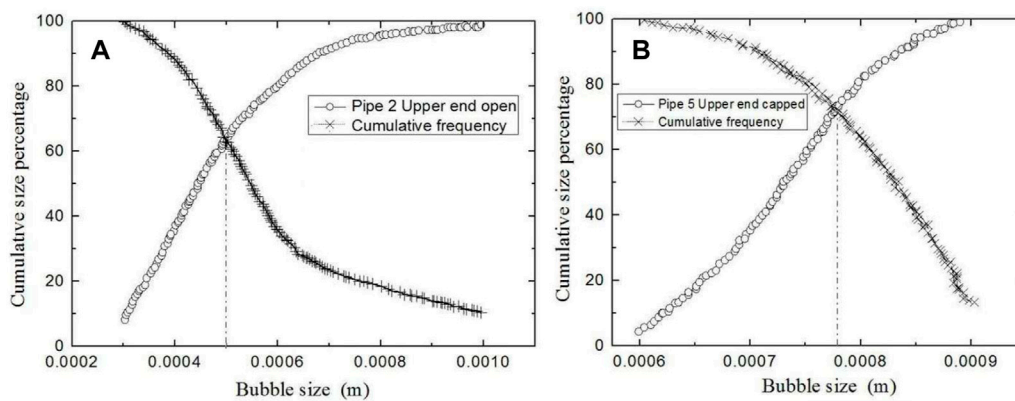 A
Cumulative size percentage
100
80
60
40
20
0
Pipe 2 Upper end open
Cumulative frequency
0.0002 0.0004 0.0006 0.0008 0.0010
Bubble size (m)
B
Cumulative size percentage
100
80
60
40
20
0
Pipe 5 Upper end capped
Cumulative frequency
0.0006 0.0007 0.0008 0.0009
Bubble size (m)